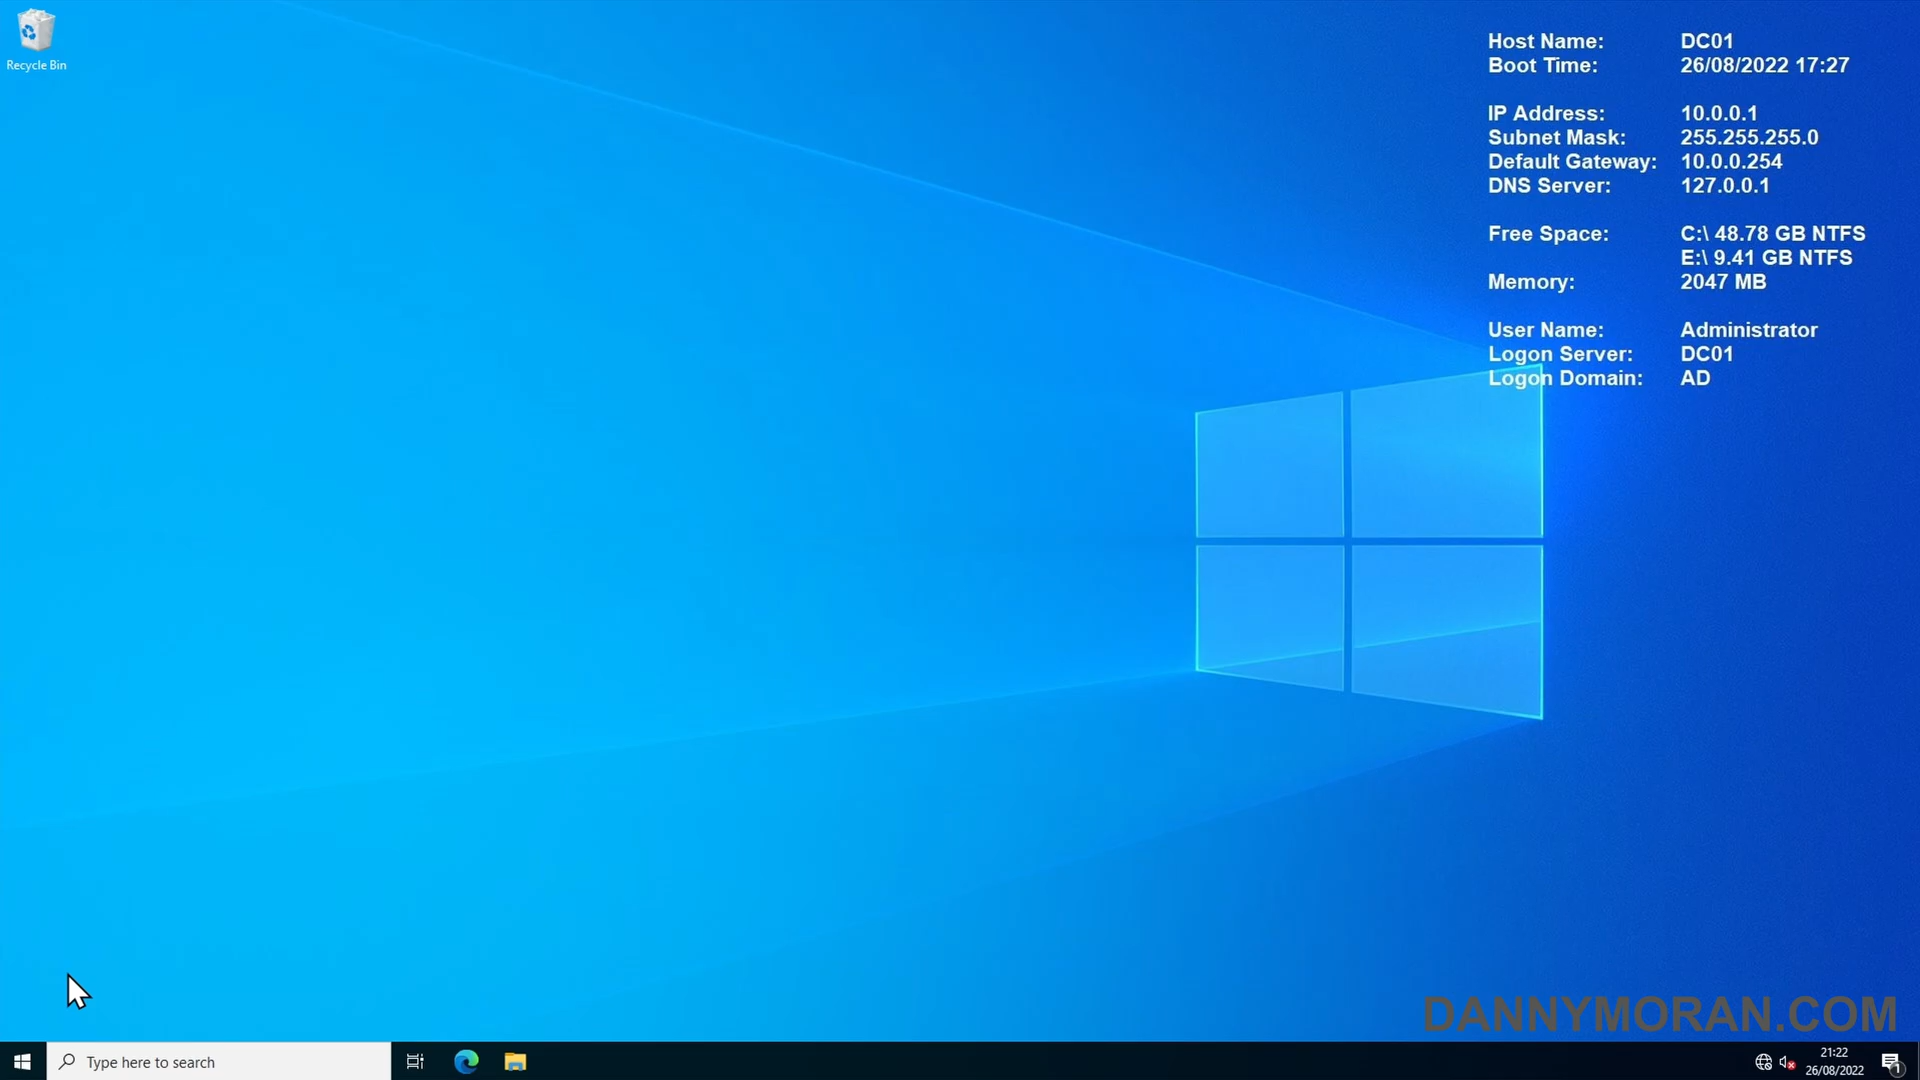 Recycle Bin
Host Name: DC01
Boot Time: 26/08/2022 17:27
IP Address: 10.0.0.1
Subnet Mask: 255.255.255.0
Default Gateway: 10.0.0.254
DNS Server: 127.0.0.1
Free Space: C:\ 48.78 GB NTFS
E:\ 9.41 GB NTFS
Memory: 2047 MB
User Name: Administrator
Logon Server: DC01
Logon Domain: AD
DANNYMORAN.COM
Type here to search
21:22
26/08/2022
1